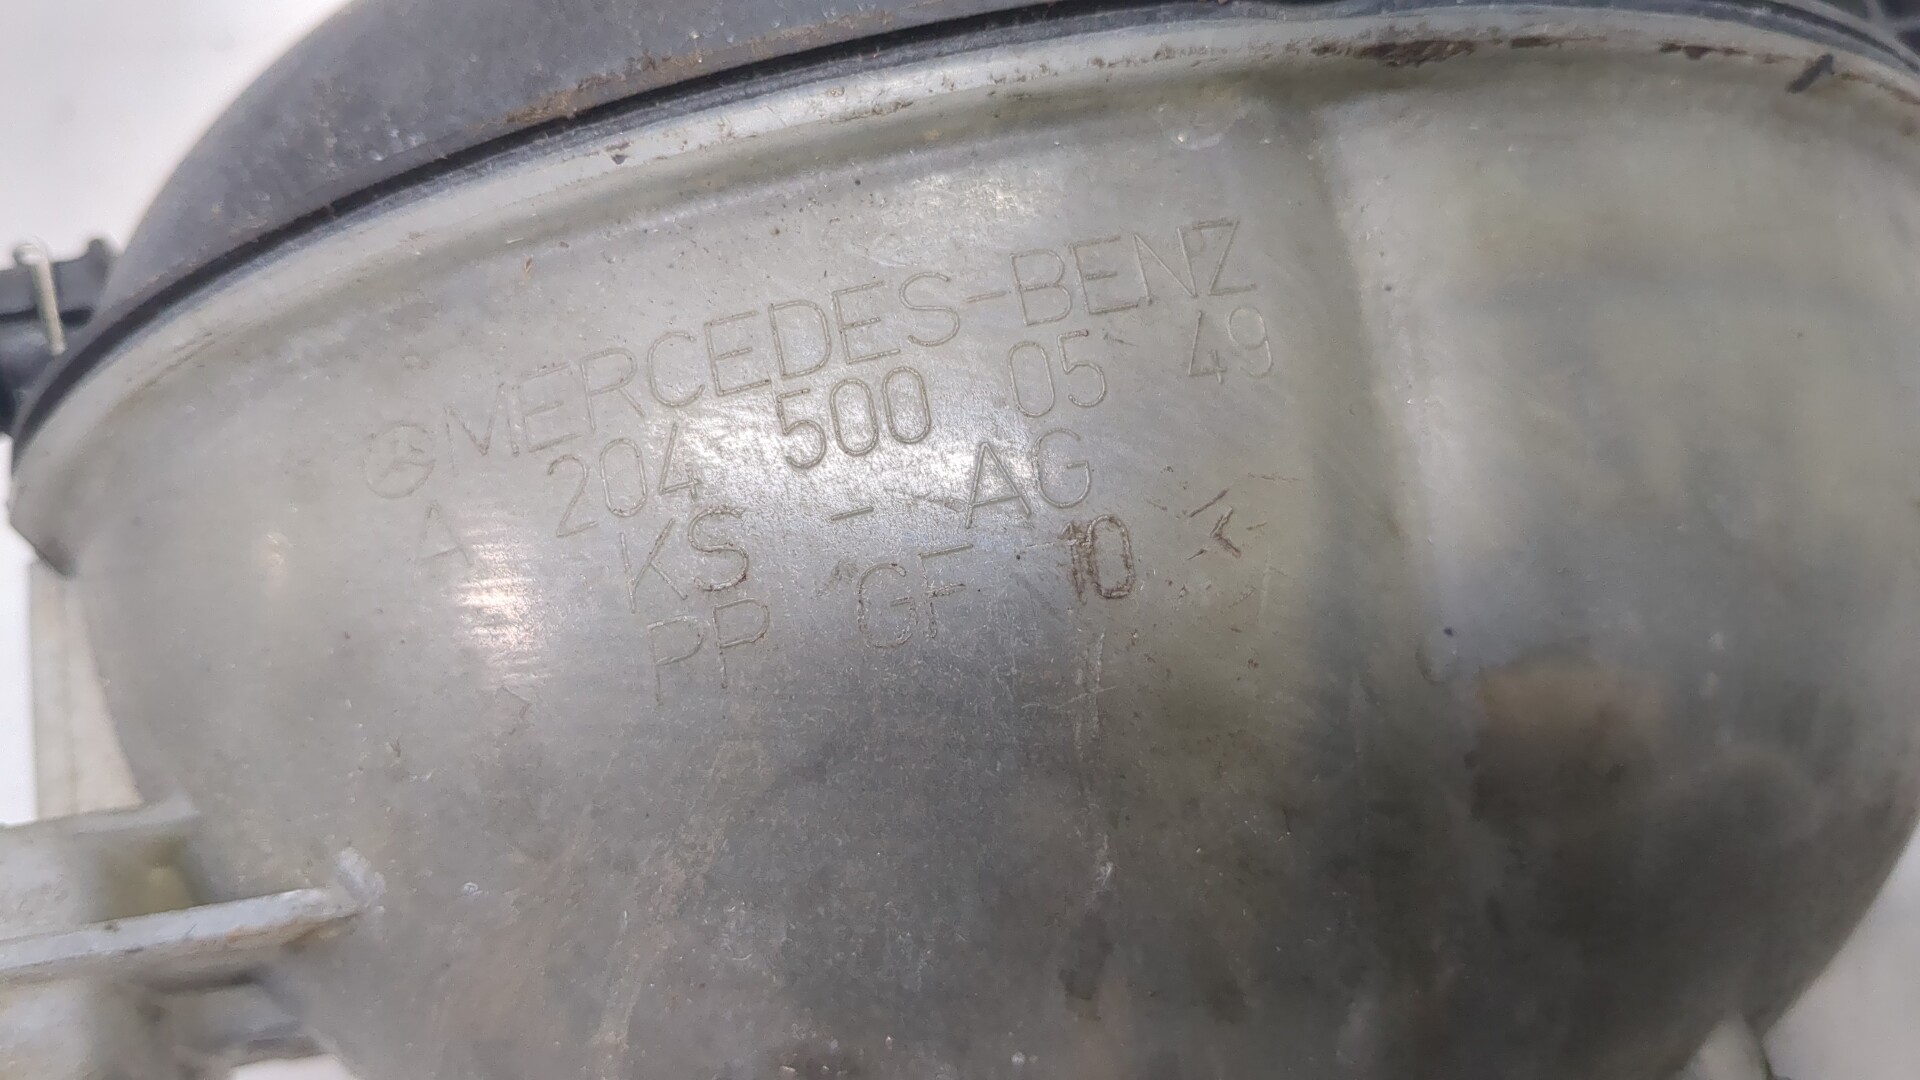 MERCEDES-BENZ
A 204 500 05 49
KS - AG
>PP GF 10<